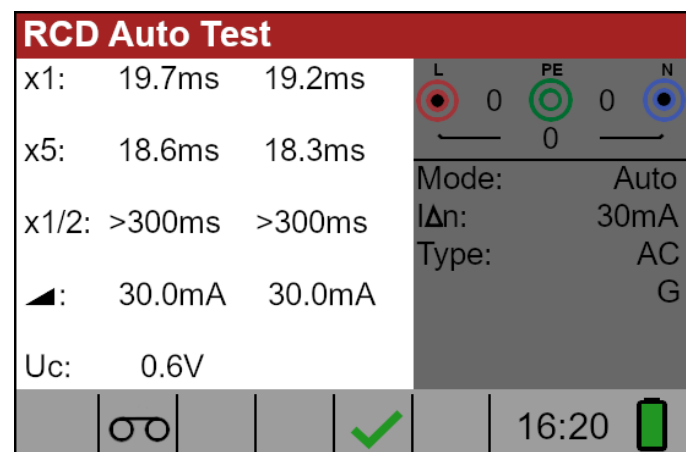 RCD Auto Test
x1: 19.7ms 19.2ms
x5: 18.6ms 18.3ms
x1/2: >300ms >300ms
◢: 30.0mA 30.0mA
Uc: 0.6V
L PE N
0 0
0
Mode: Auto
IΔn: 30mA
Type: AC
G
16:20